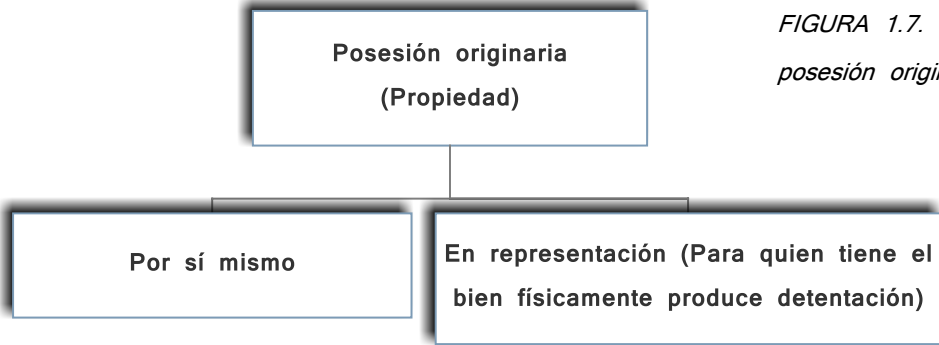 FIGURA 1.7.
posesión
Posesión originaria
(Propiedad)
Por sí mismo
En representación (Para quien tiene el
bien físicamente produce detentación)